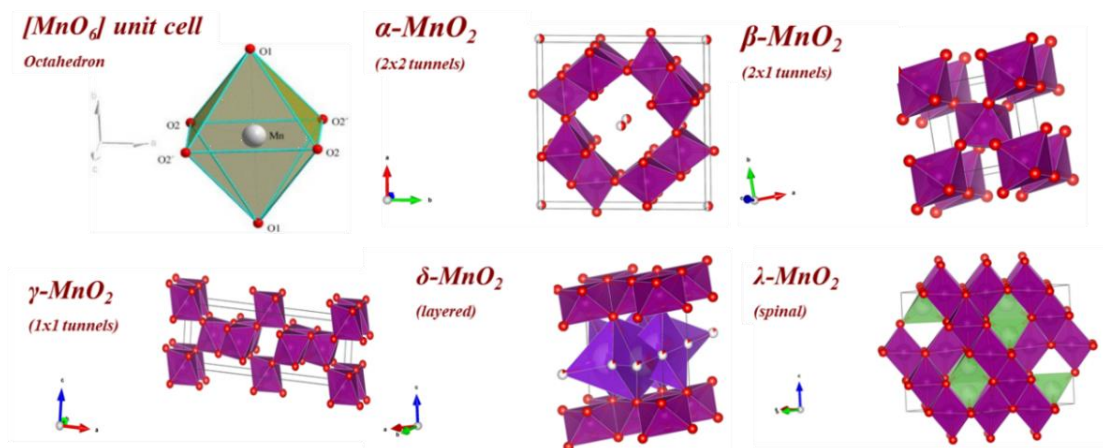 [MnO6] unit cell
Octahedron
O1
O2
O2´
Mn
O2´
O2
O1
α-MnO2
(2x2 tunnels)
a
b
β-MnO2
(2x1 tunnels)
b
a
γ-MnO2
(1x1 tunnels)
c
a
δ-MnO2
(layered)
c
λ-MnO2
(spinal)
c